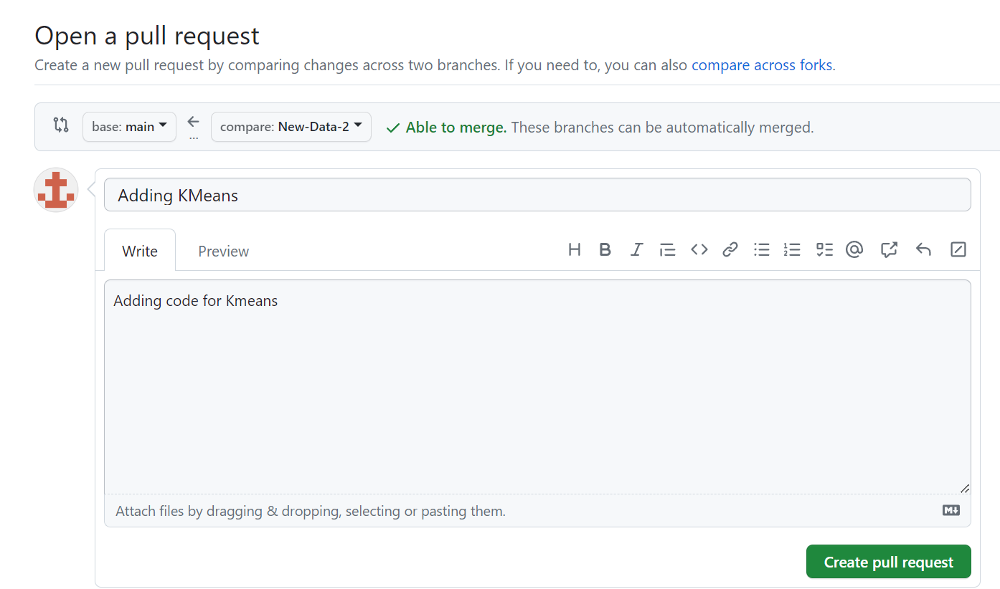 Open a pull request
Create a new pull request by comparing changes across two branches. If you need to, you can also compare across forks.
base: main ... compare: New-Data-2 Able to merge. These branches can be automatically merged.
Adding KMeans
Write Preview
Adding code for Kmeans
Attach files by dragging & dropping, selecting or pasting them.
Create pull request